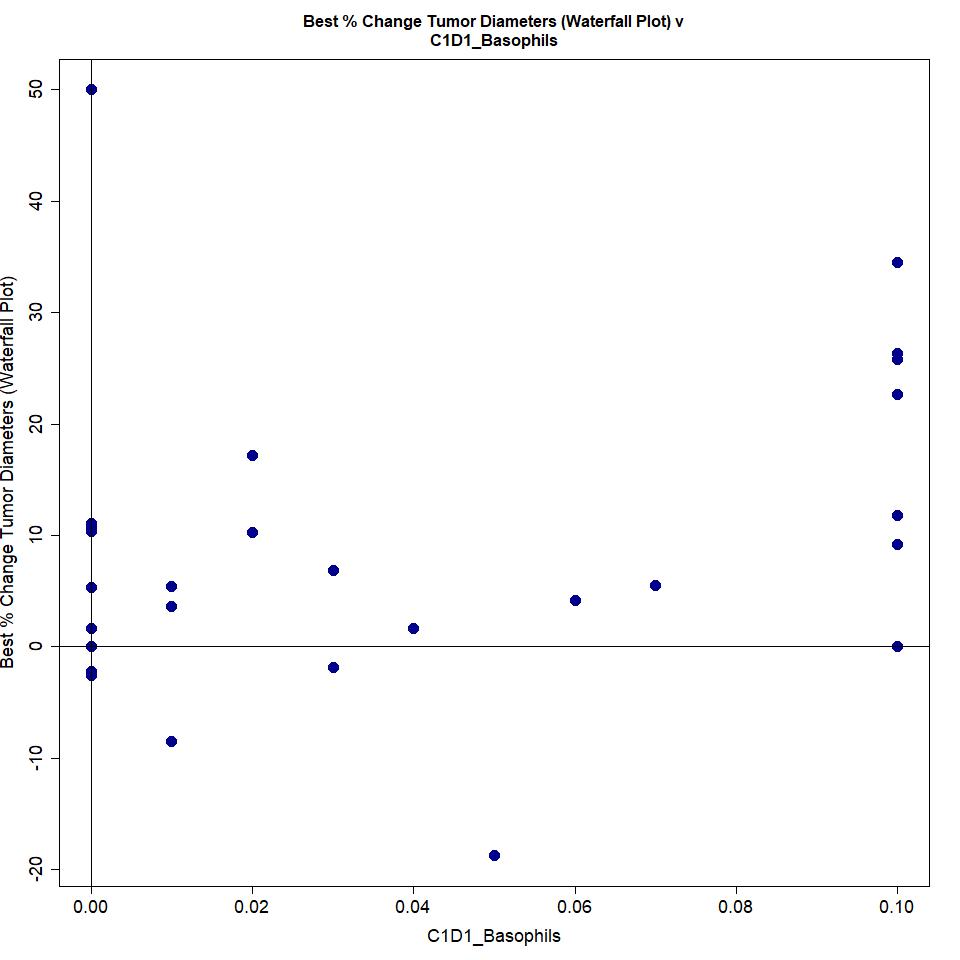 Best % Change Tumor Diameters (Waterfall Plot) v
C1D1_Basophils
Best % Change Tumor Diameters (Waterfall Plot)
50
40
30
20
10
0
-10
-20
0.00 0.02 0.04 0.06 0.08 0.10
C1D1_Basophils